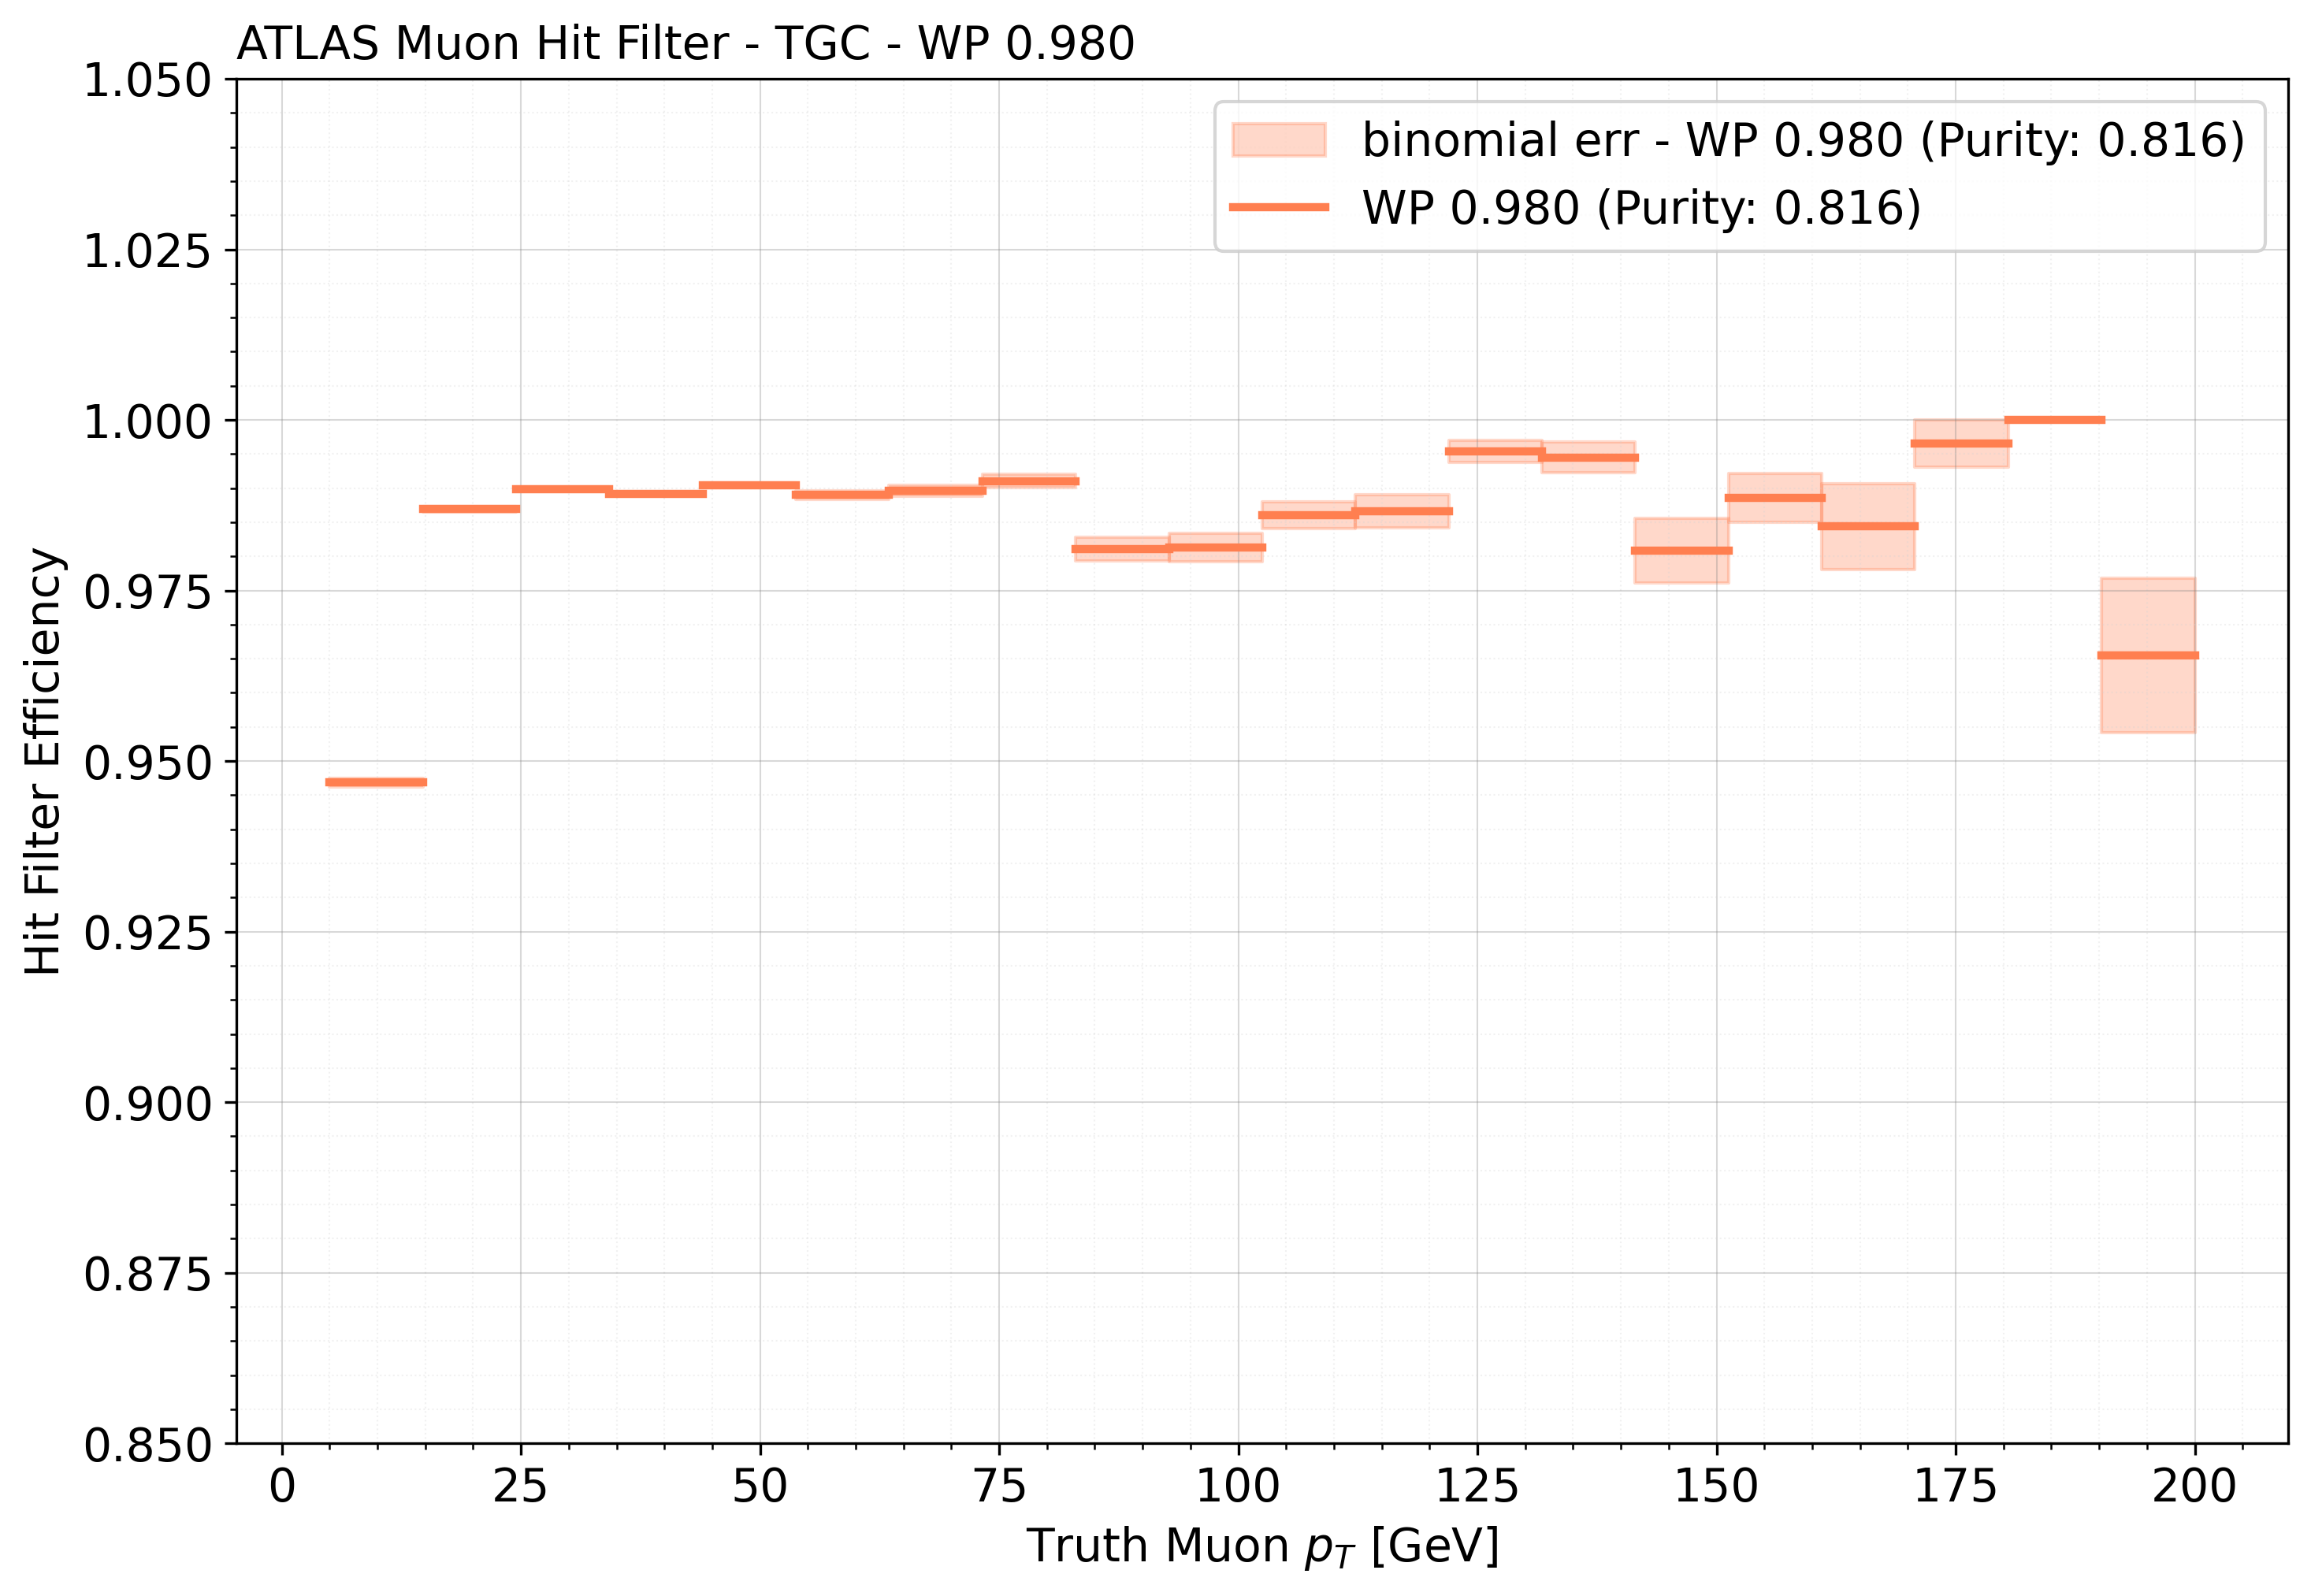 ATLAS Muon Hit Filter - TGC - WP 0.980
binomial err - WP 0.980 (Purity: 0.816)
WP 0.980 (Purity: 0.816)
Hit Filter Efficiency
1.050
1.025
1.000
0.975
0.950
0.925
0.900
0.875
0.850
0 25 50 75 100 125 150 175 200
Truth Muon p_T [GeV]